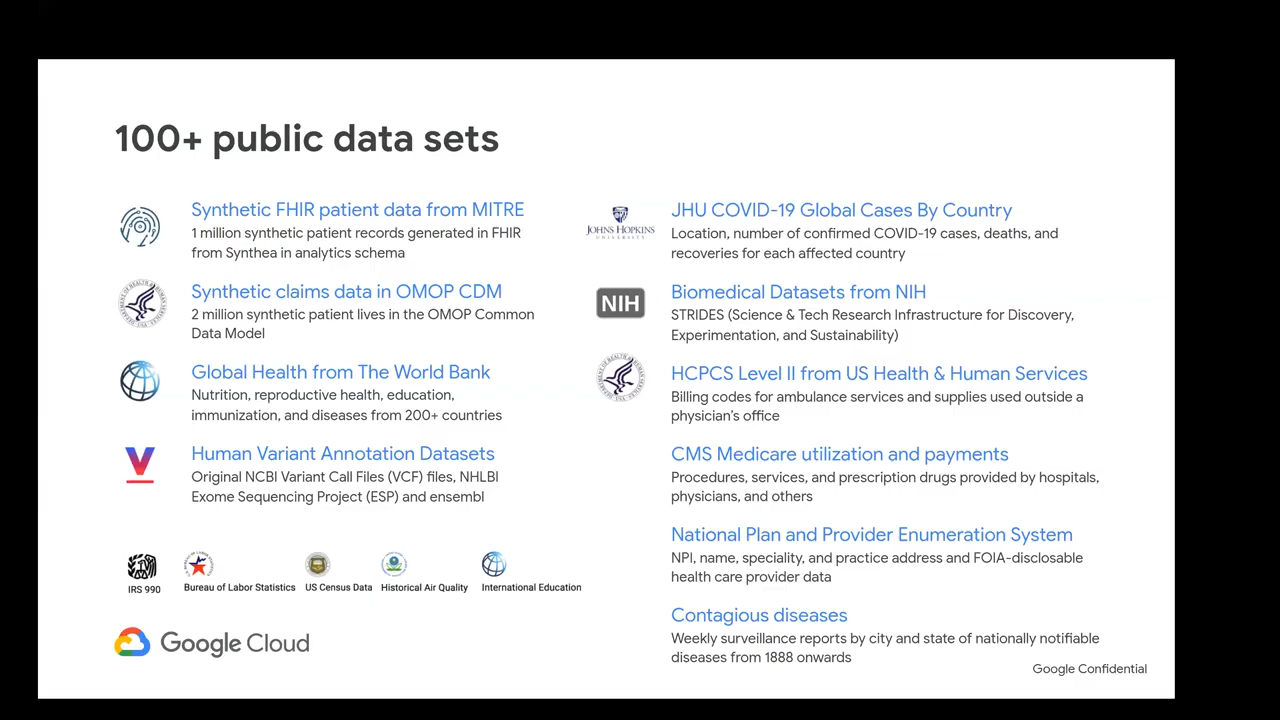 100+ public data sets
Synthetic FHIR patient data from MITRE
1 million synthetic patient records generated in FHIR
from Synthea in analytics schema
Synthetic claims data in OMOP CDM
2 million synthetic patient lives in the OMOP Common
Data Model
Global Health from The World Bank
Nutrition, reproductive health, education,
immunization, and diseases from 200+ countries
Human Variant Annotation Datasets
Original NCBI Variant Call Files (VCF) files, NHLBI
Exome Sequencing Project (ESP) and ensembl
IRS 990
Bureau of Labor Statistics
US Census Data
Historical Air Quality
International Education
Google Cloud
JOHNS HOPKINS
UNIVERSITY
JHU COVID-19 Global Cases By Country
Location, number of confirmed COVID-19 cases, deaths, and
recoveries for each affected country
NIH
Biomedical Datasets from NIH
STRIDES (Science & Tech Research Infrastructure for Discovery,
Experimentation, and Sustainability)
HCPCS Level II from US Health & Human Services
Billing codes for ambulance services and supplies used outside a
physician's office
CMS Medicare utilization and payments
Procedures, services, and prescription drugs provided by hospitals,
physicians, and others
National Plan and Provider Enumeration System
NPI, name, speciality, and practice address and FOIA-disclosable
health care provider data
Contagious diseases
Weekly surveillance reports by city and state of nationally notifiable
diseases from 1888 onwards
Google Confidential